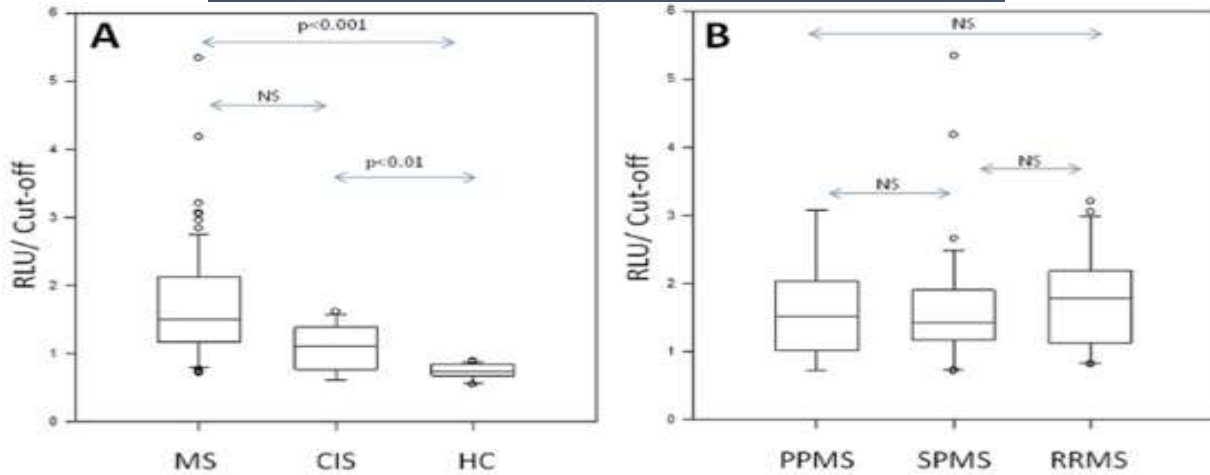 A
p<0.001
NS
p<0.01
RLU/ Cut-off
6
5
4
3
2
1
0
MS CIS HC
B
NS
NS
NS
RLU/ Cut-off
6
5
4
3
2
1
0
PPMS SPMS RRMS